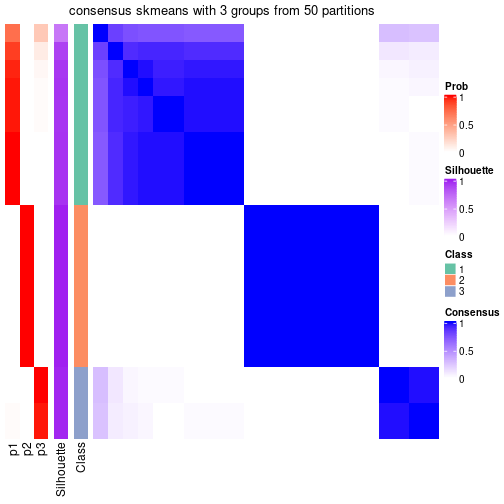 consensus skmeans with 3 groups from 50 partitions
Prob
1
0.5
0
Silhouette
1
0.5
0
Class
1
2
3
Consensus
1
0.5
0
p1
p2
p3
Silhouette
Class